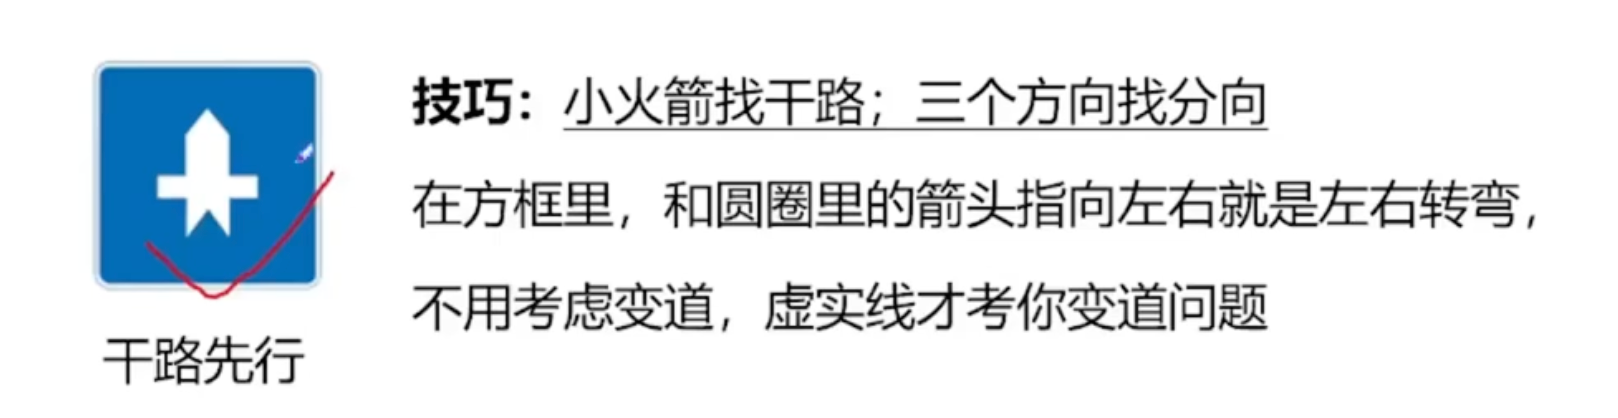 技巧：小火箭找干路；三个方向找分向
在方框里，和圆圈里的箭头指向左右就是左右转弯，
不用考虑变道，虚实线才考你变道问题
干路先行